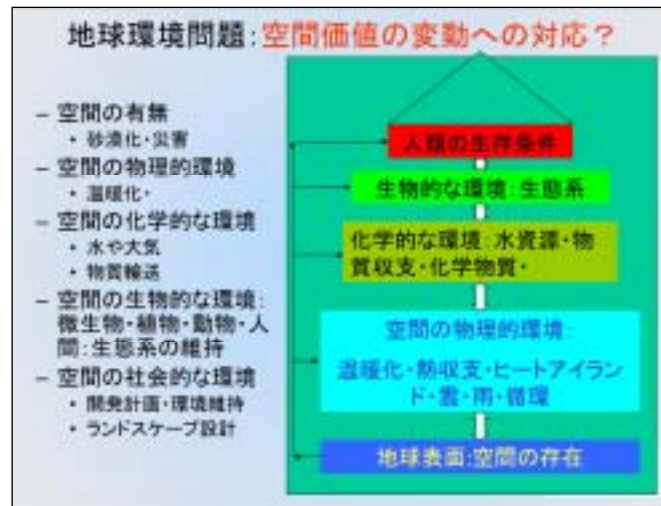 地球環境問題:空間価値の変動への対応？
– 空間の有無
• 砂漠化・災害
– 空間の物理的環境
• 温暖化・
– 空間の化学的な環境
• 水や大気
• 物質輸送
– 空間の生物的な環境:
微生物・植物・動物・人
間:生態系の維持
– 空間の社会的な環境
• 開発計画・環境維持
• ランドスケープ設計
人類の生存条件
生物的な環境:生態系
化学的な環境:水資源・物
質収支・化学物質・
空間の物理的環境:
温暖化・熱収支・ヒートアイラン
ド・雲・雨・循環
地球表面:空間の存在